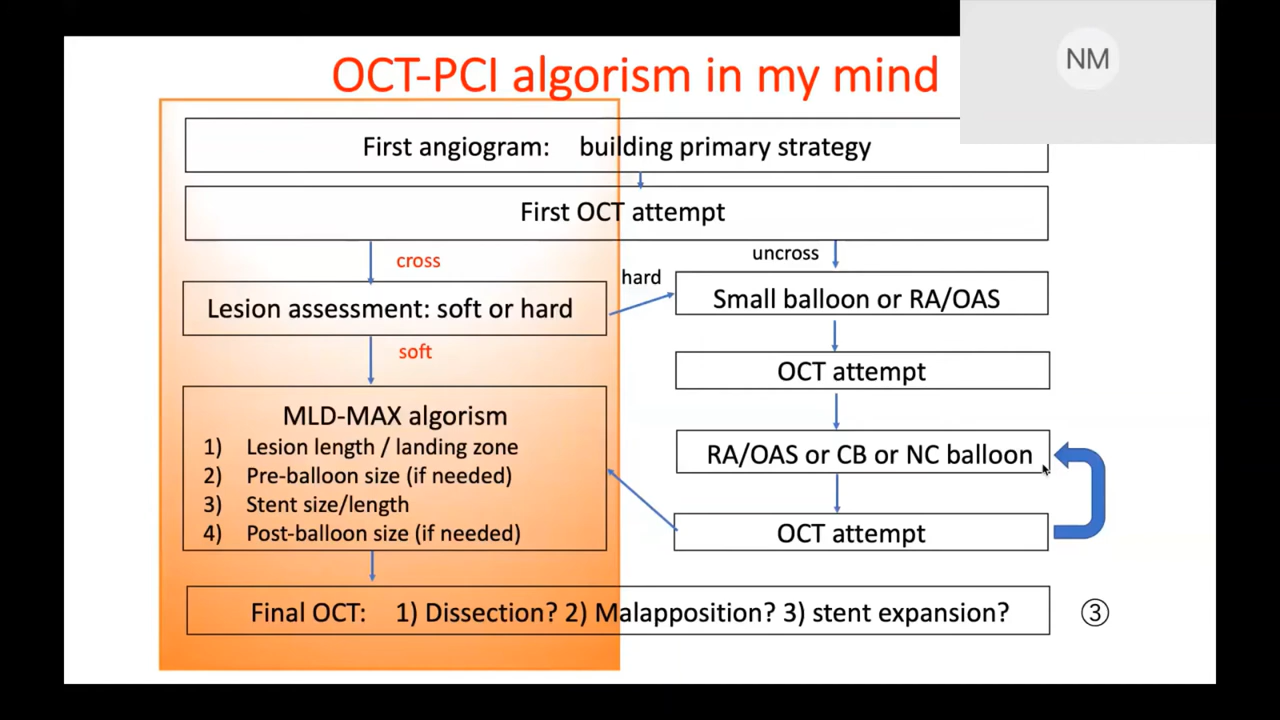 OCT-PCI algorism in my mind
NM
First angiogram: building primary strategy
First OCT attempt
cross
uncross
Lesion assessment: soft or hard
hard
Small balloon or RA/OAS
soft
OCT attempt
MLD-MAX algorism
1) Lesion length / landing zone
2) Pre-balloon size (if needed)
3) Stent size/length
4) Post-balloon size (if needed)
RA/OAS or CB or NC balloon
OCT attempt
Final OCT: 1) Dissection? 2) Malapposition? 3) stent expansion?
③